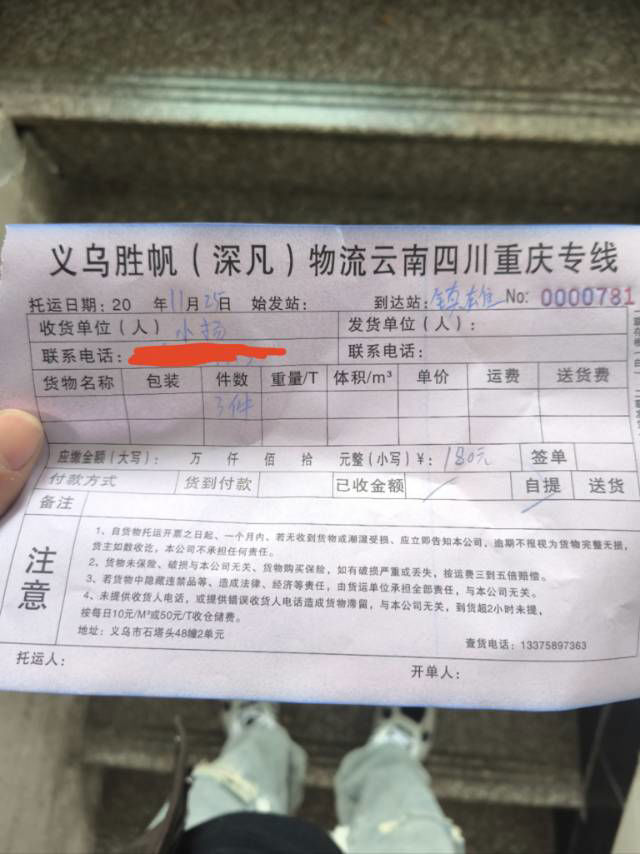 义乌胜帆（深凡）物流云南四川重庆专线
托运日期：20 年11月25日 始发站： 到达站：镇雄 No: 0000781
收货单位（人） 小杨 发货单位（人）：
联系电话： 联系电话：
货物名称 包装 件数 重量/T 体积/m³ 单价 运费 送货费
3件
应缴金额（大写）： 万 仟 佰 拾 元整（小写）¥：180元 签单
付款方式 货到付款 已收金额 自提 送货
备注
注意
1、自货物托运开票之日起、一个月内、若无收到货物或潮湿受损、应立即告知本公司、逾期不报视为货物完整无损，
货主如数收讫，本公司不承担任何责任。
2、货物未保险、破损与本公司无关、货物购买保险，如有破损严重或丢失，按运费三到五倍赔偿。
3、若货物中隐藏违禁品等、造成法律、经济等责任，由货运单位承担全部责任，与本公司无关。
4、未提供收货人电话，或提供错误收货人电话造成货物滞留，与本公司无关，到货超2小时未提，
按每日10元/M³或50元/T收仓储费。
地址：义乌市石塔头48幢2单元 查货电话：13375897363
托运人： 开单人：